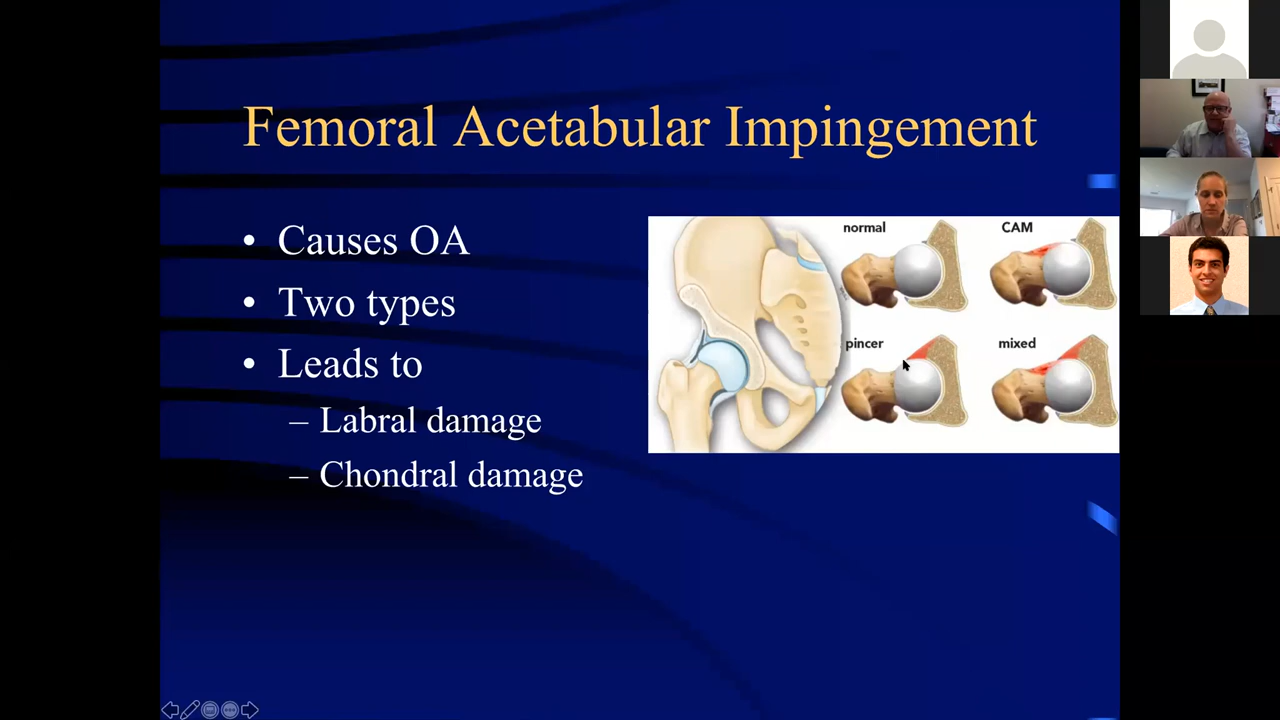 Femoral Acetabular Impingement
• Causes OA
• Two types
• Leads to
– Labral damage
– Chondral damage
normal
CAM
pincer
mixed